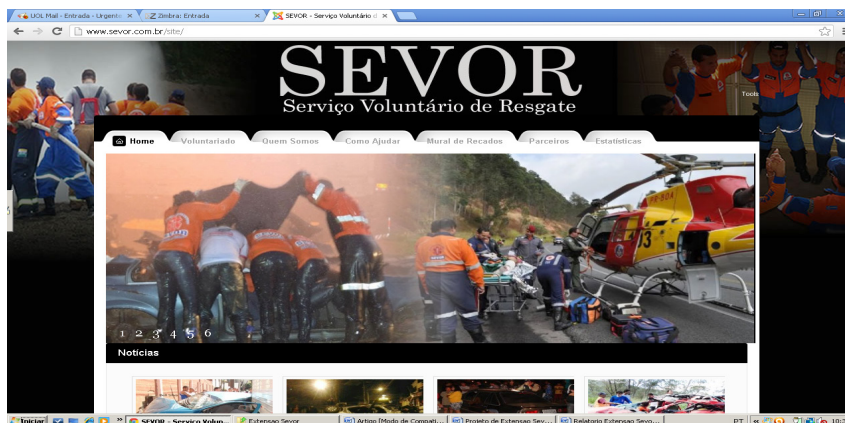 UOL Mail - Entrada - Urgente
Zimbra: Entrada
SEVOR - Serviço Voluntário d
www.sevor.com.br/site/
SEVOR
Serviço Voluntário de Resgate
Home
Voluntariado
Quem Somos
Como Ajudar
Mural de Recados
Parceiros
Estatísticas
PR-BOA
1 2 3 4 5 6
Notícias
Iniciar
SEVOR - Serviço Volun...
Extensao Sevor
Artigo [Modo de Compati...
Projeto de Extensao Sev...
Relatorio Extensao Sevo...
PT